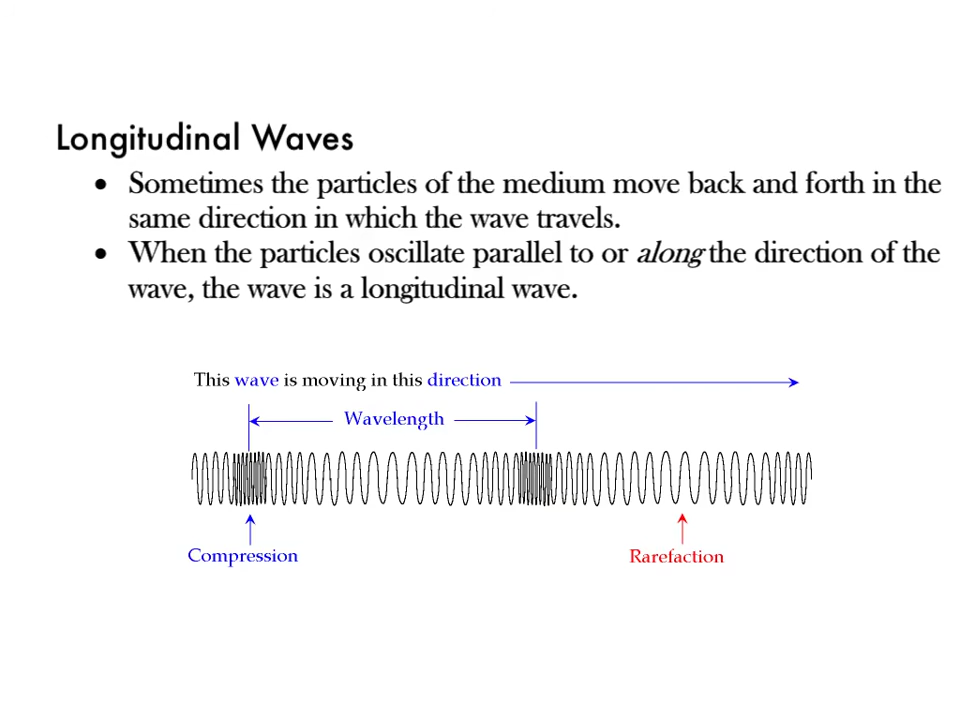 Longitudinal Waves
• Sometimes the particles of the medium move back and forth in the
same direction in which the wave travels.
• When the particles oscillate parallel to or along the direction of the
wave, the wave is a longitudinal wave.
This wave is moving in this direction
Wavelength
Compression
Rarefaction